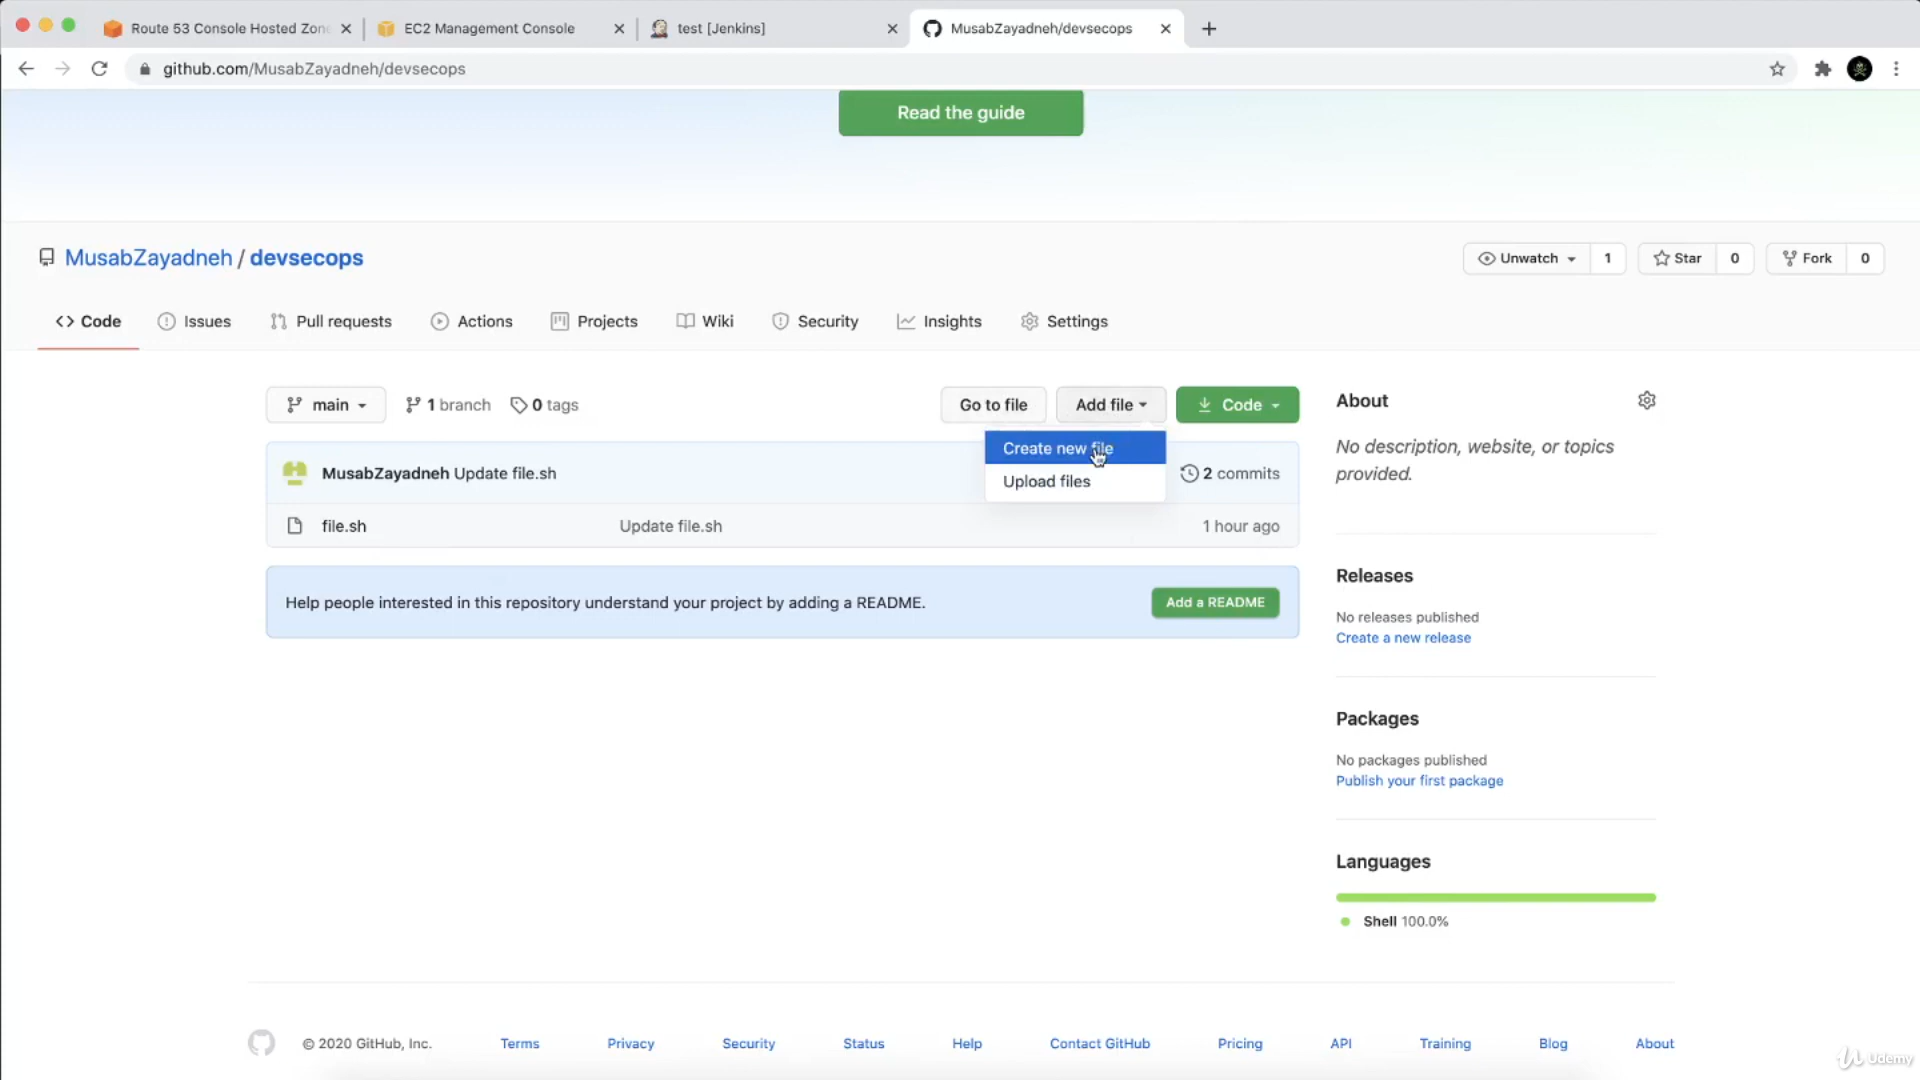 Route 53 Console Hosted Zone
EC2 Management Console
test [Jenkins]
MusabZayadneh/devsecops
github.com/MusabZayadneh/devsecops
Read the guide
MusabZayadneh / devsecops
Unwatch 1
Star 0
Fork 0
<> Code
Issues
Pull requests
Actions
Projects
Wiki
Security
Insights
Settings
main
1 branch
0 tags
Go to file
Add file
Code
Create new file
Upload files
MusabZayadneh Update file.sh
2 commits
file.sh
Update file.sh
1 hour ago
Help people interested in this repository understand your project by adding a README.
Add a README
About
No description, website, or topics
provided.
Releases
No releases published
Create a new release
Packages
No packages published
Publish your first package
Languages
Shell 100.0%
© 2020 GitHub, Inc.
Terms
Privacy
Security
Status
Help
Contact GitHub
Pricing
API
Training
Blog
About
Udemy